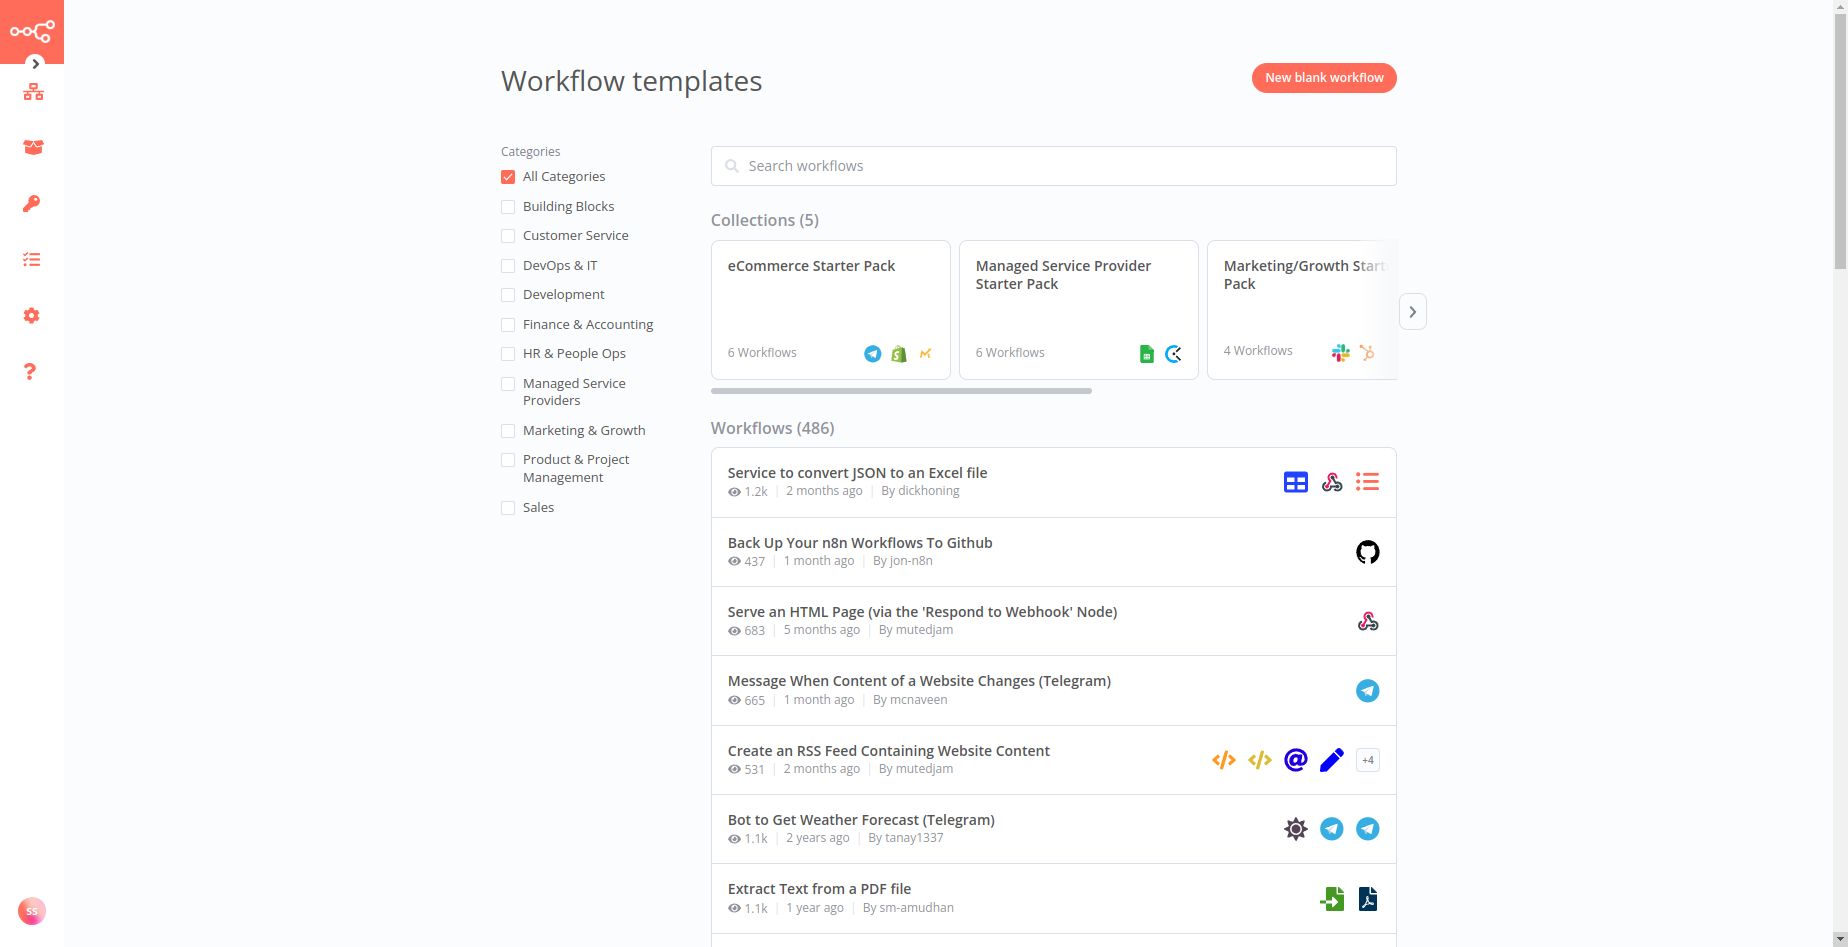 Workflow templates
New blank workflow
Categories
All Categories
Building Blocks
Customer Service
DevOps & IT
Development
Finance & Accounting
HR & People Ops
Managed Service
Providers
Marketing & Growth
Product & Project
Management
Sales
Search workflows
Collections (5)
eCommerce Starter Pack
6 Workflows
Managed Service Provider
Starter Pack
6 Workflows
Marketing/Growth Start
Pack
4 Workflows
Workflows (486)
Service to convert JSON to an Excel file
1.2k 2 months ago By dickhoning
Back Up Your n8n Workflows To Github
437 1 month ago By jon-n8n
Serve an HTML Page (via the 'Respond to Webhook' Node)
683 5 months ago By mutedjam
Message When Content of a Website Changes (Telegram)
665 1 month ago By mcnaveen
Create an RSS Feed Containing Website Content
531 2 months ago By mutedjam
+4
Bot to Get Weather Forecast (Telegram)
1.1k 2 years ago By tanay1337
Extract Text from a PDF file
1.1k 1 year ago By sm-amudhan
SS